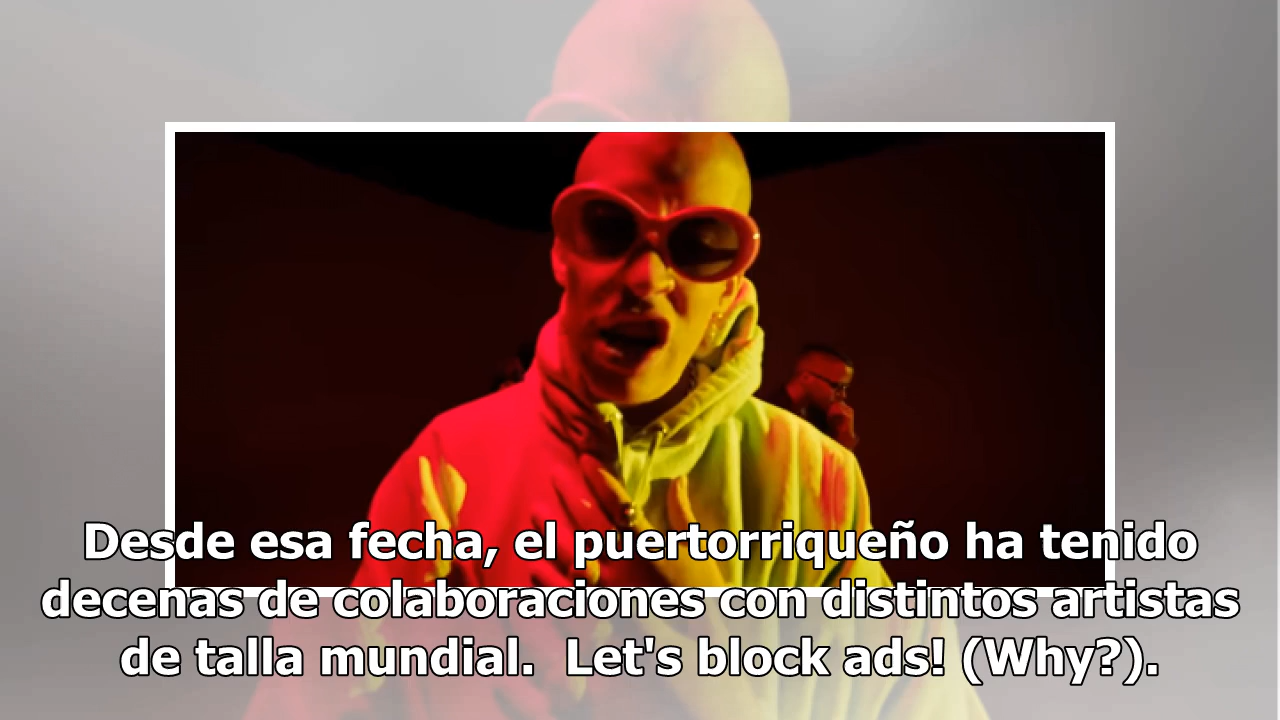 Desde esa fecha, el puertorriqueño ha tenido
decenas de colaboraciones con distintos artistas
de talla mundial.  Let's block ads! (Why?).